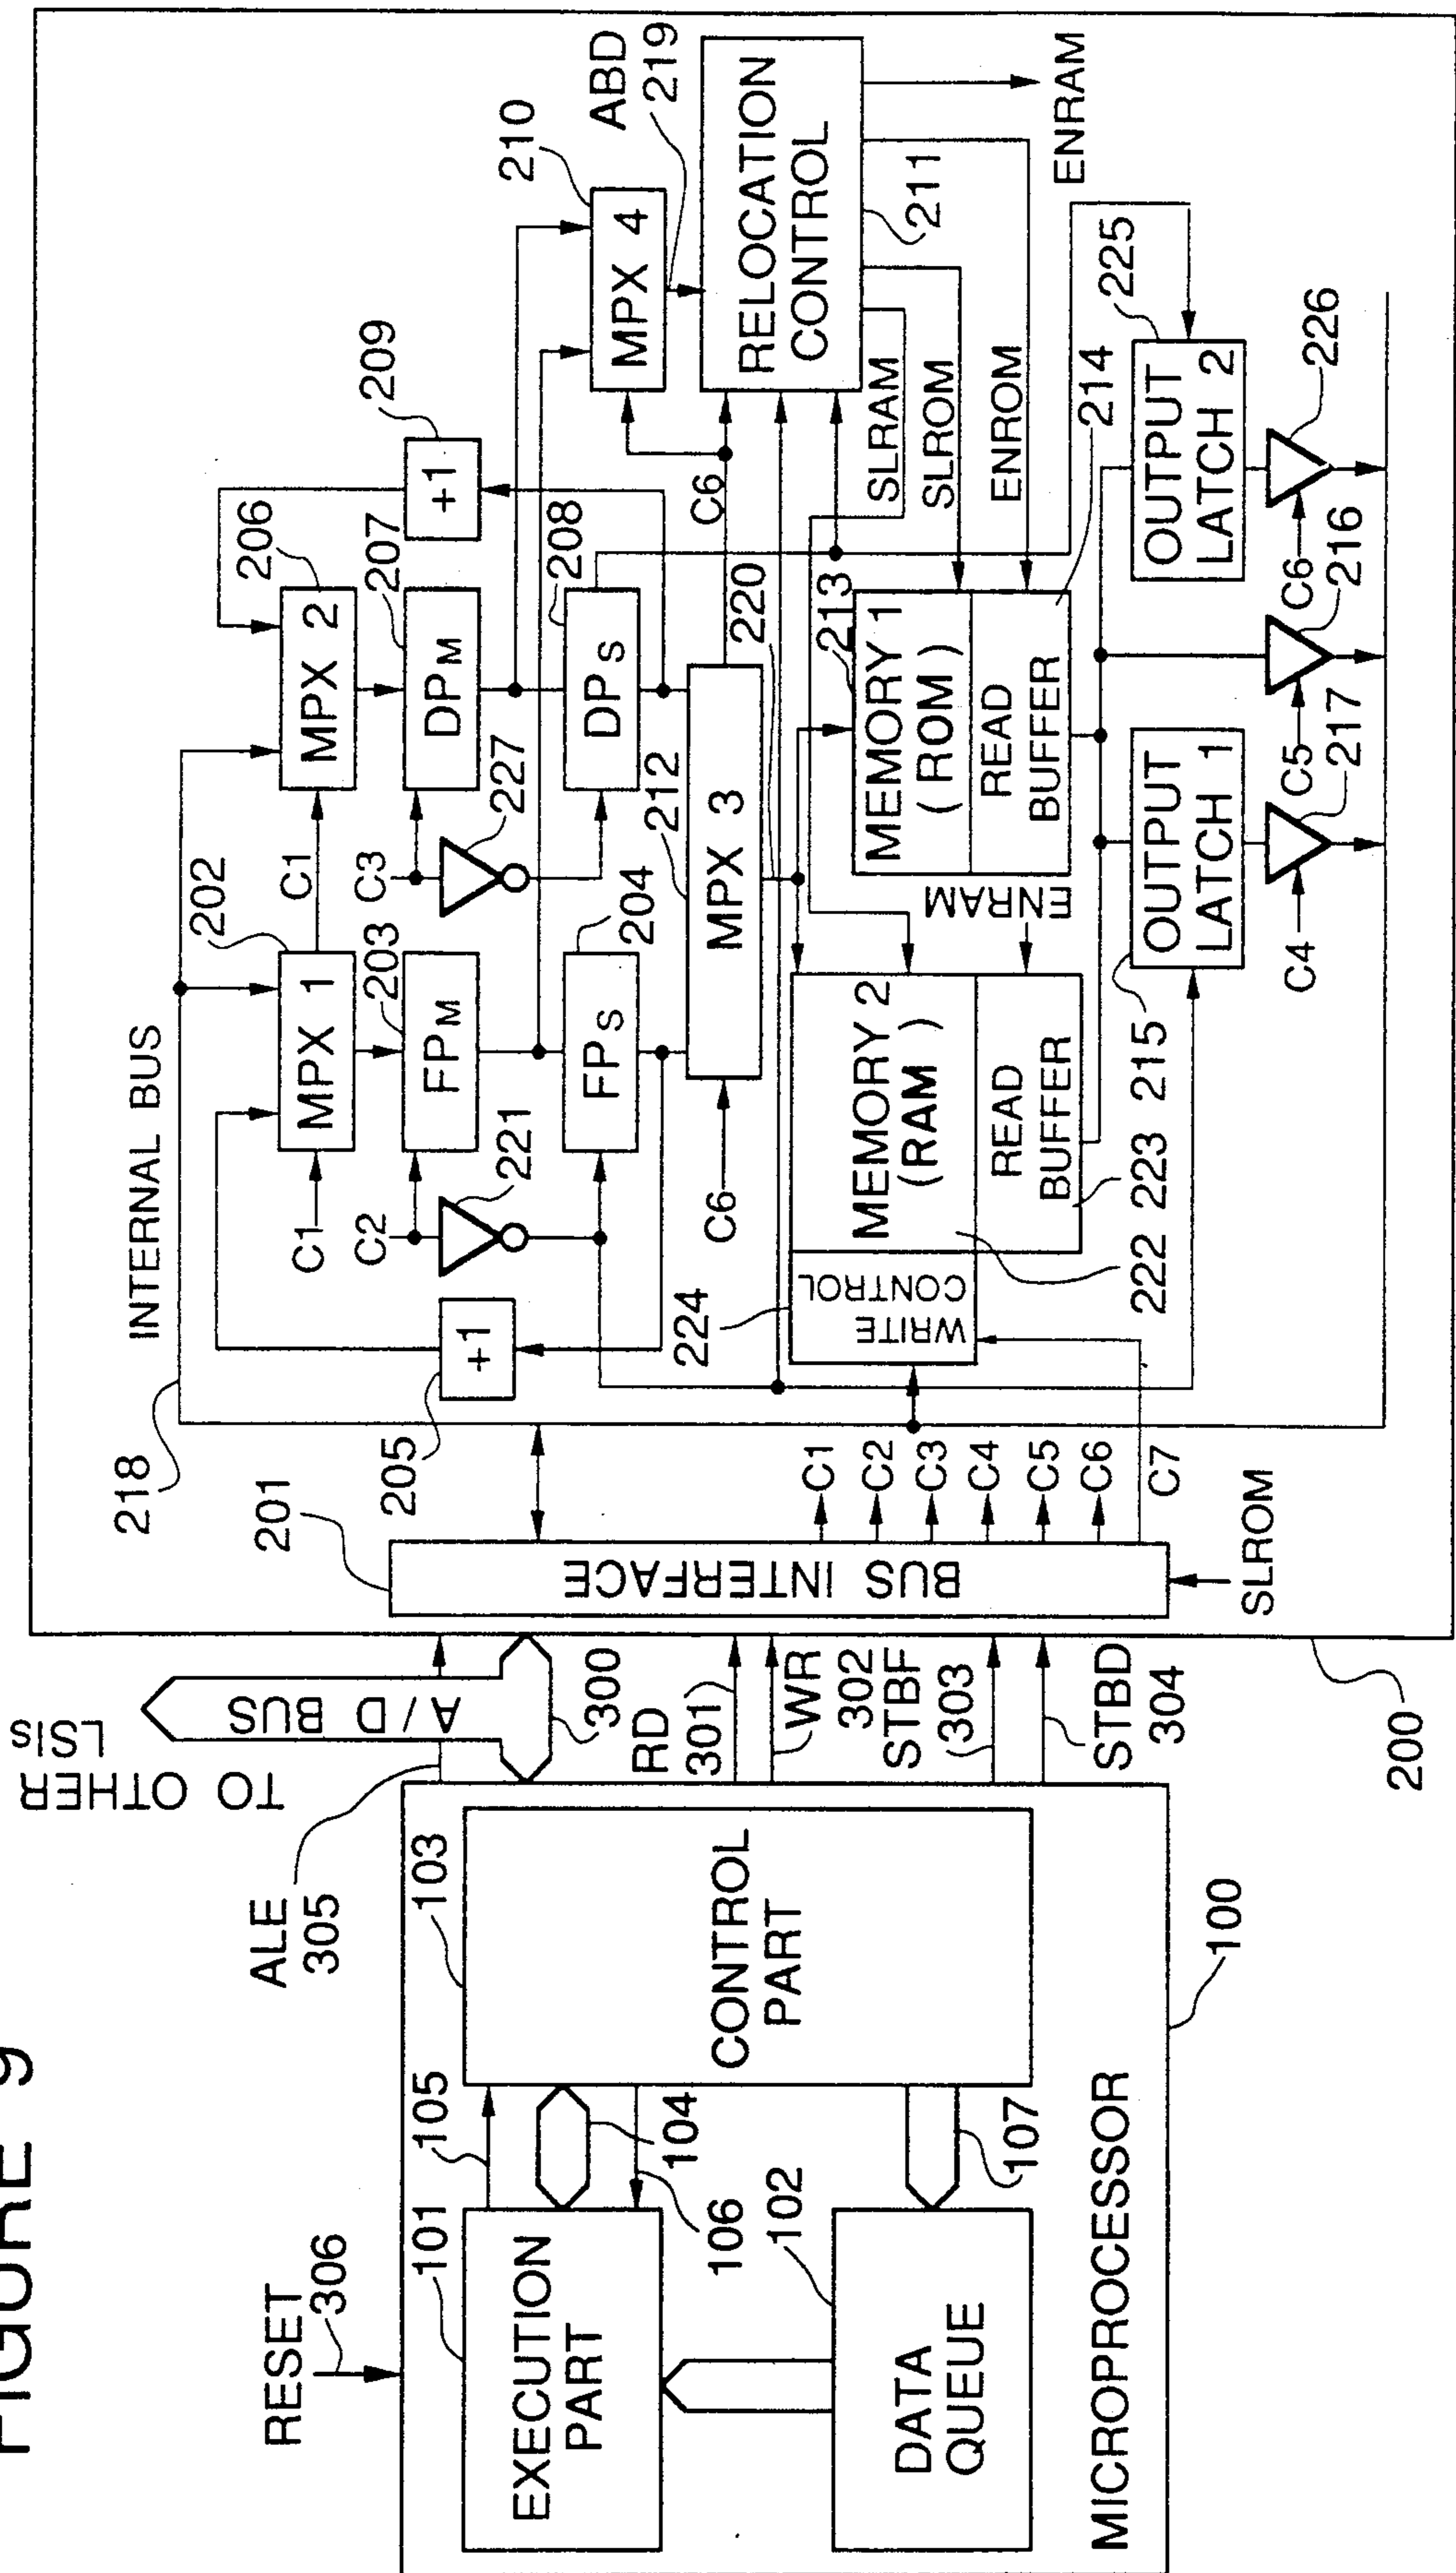 FIGURE 9
RESET
306
101
EXECUTION
PART
105
104
106
102
DATA
QUEUE
107
103
CONTROL
PART
MICROPROCESSOR
100
ALE
305
TO OTHER
LSIs
A/D BUS
300
RD
301
WR
302
STBF
303
STBD
304
200
201
BUS INTERFACE
SLROM
C1
C2
C3
C4
C5
C6
C7
218
INTERNAL BUS
205
+1
C1
202
MPX 1
C2
203
FPM
221
204
FPS
C1
206
MPX 2
C3
207
DPM
227
208
DPS
209
+1
210
MPX 4
ABD
219
RELOCATION
CONTROL
211
C6
212
MPX 3
C6
220
SLRAM
SLROM
ENROM
ENRAM
224
WRITE
CONTROL
MEMORY 2
(RAM)
READ
BUFFER
222
223
ENRAM
213
MEMORY 1
(ROM)
READ
BUFFER
214
215
OUTPUT
LATCH 1
C4
217
C5
216
225
OUTPUT
LATCH 2
C6
226